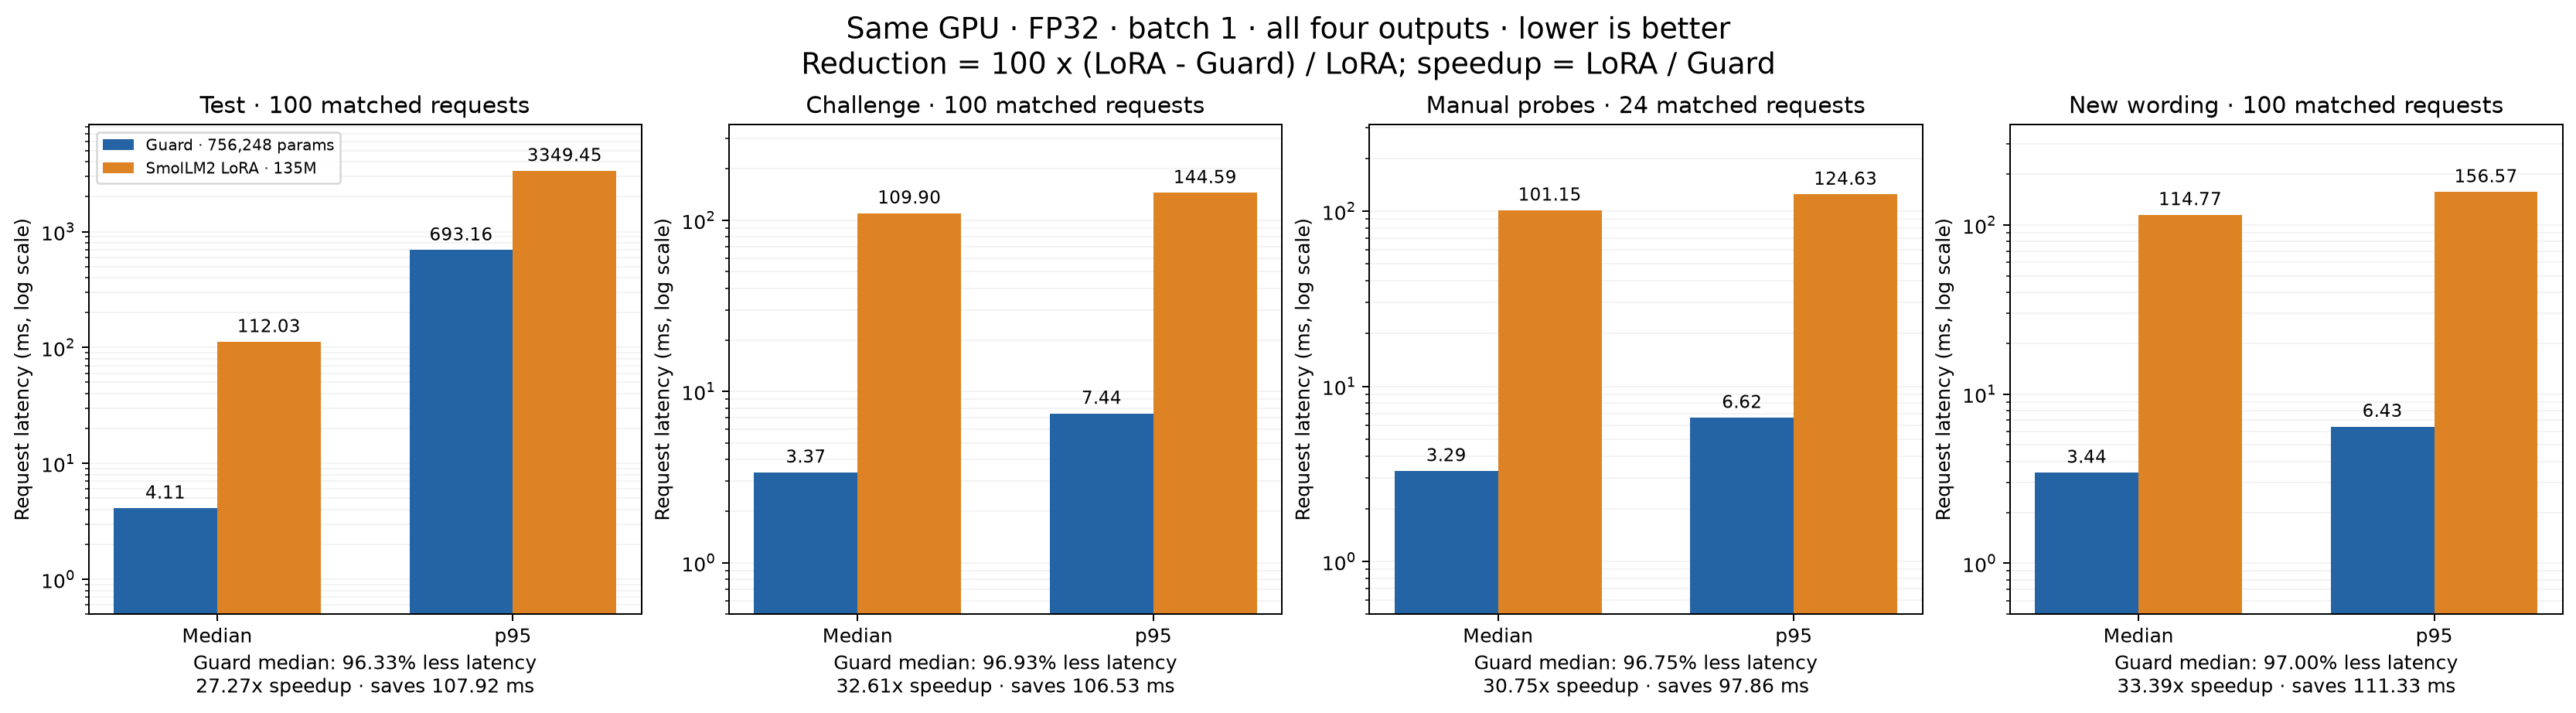 Same GPU · FP32 · batch 1 · all four outputs · lower is better
Reduction = 100 x (LoRA - Guard) / LoRA; speedup = LoRA / Guard
Test · 100 matched requests
Request latency (ms, log scale)
10³
10²
10¹
10⁰
Guard · 756,248 params
SmolLM2 LoRA · 135M
4.11
112.03
693.16
3349.45
Median
p95
Guard median: 96.33% less latency
27.27x speedup · saves 107.92 ms
Challenge · 100 matched requests
Request latency (ms, log scale)
10²
10¹
10⁰
3.37
109.90
7.44
144.59
Median
p95
Guard median: 96.93% less latency
32.61x speedup · saves 106.53 ms
Manual probes · 24 matched requests
Request latency (ms, log scale)
10²
10¹
10⁰
3.29
101.15
6.62
124.63
Median
p95
Guard median: 96.75% less latency
30.75x speedup · saves 97.86 ms
New wording · 100 matched requests
Request latency (ms, log scale)
10²
10¹
10⁰
3.44
114.77
6.43
156.57
Median
p95
Guard median: 97.00% less latency
33.39x speedup · saves 111.33 ms